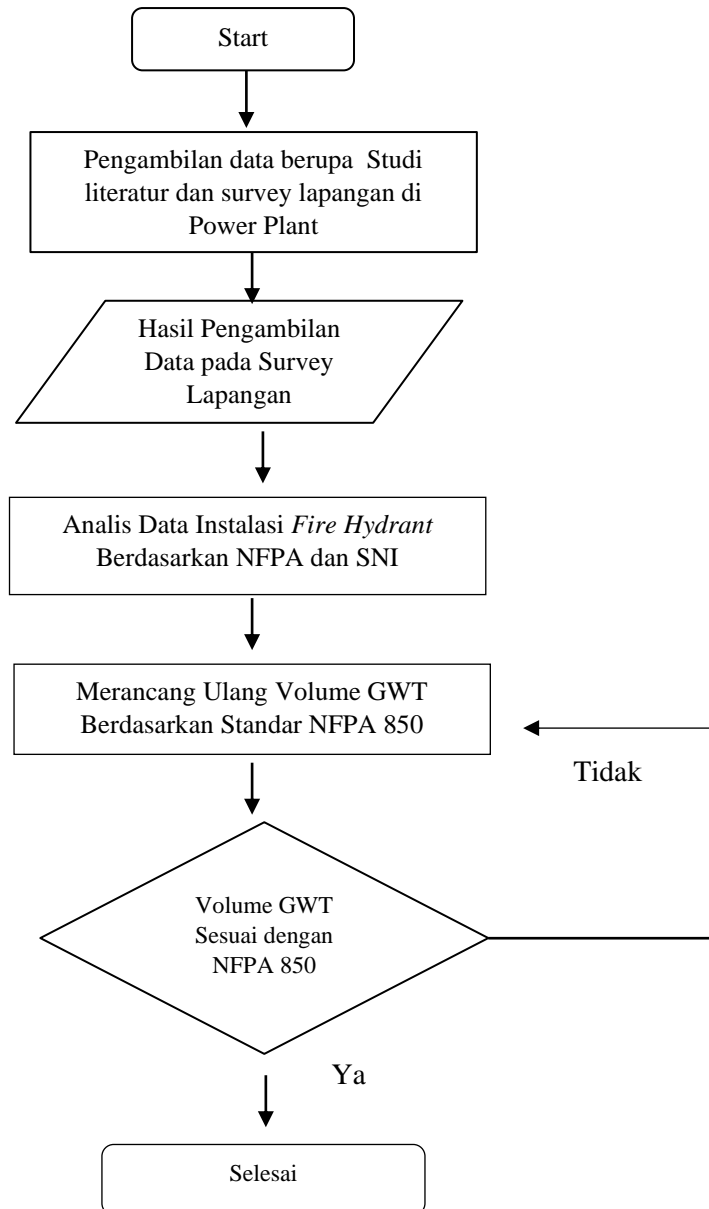 Start
Pengambilan data berupa  Studi
literatur dan survey lapangan di
Power Plant
Hasil Pengambilan
Data pada Survey
Lapangan
Analis Data Instalasi Fire Hydrant
Berdasarkan NFPA dan SNI
Merancang Ulang Volume GWT
Berdasarkan Standar NFPA 850
Tidak
Volume GWT
Sesuai dengan
NFPA 850
Ya
Selesai